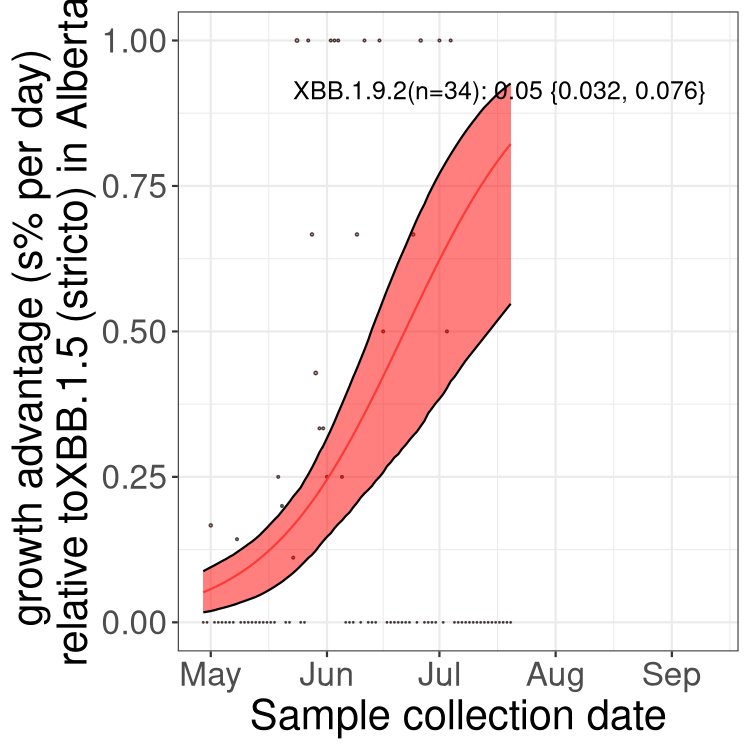 growth advantage (s% per day)
relative toXBB.1.5 (stricto) in Alberta
1.00
XBB.1.9.2(n=34): 0.05 {0.032, 0.076}
0.75
0.50
0.25
0.00
May Jun Jul Aug Sep
Sample collection date